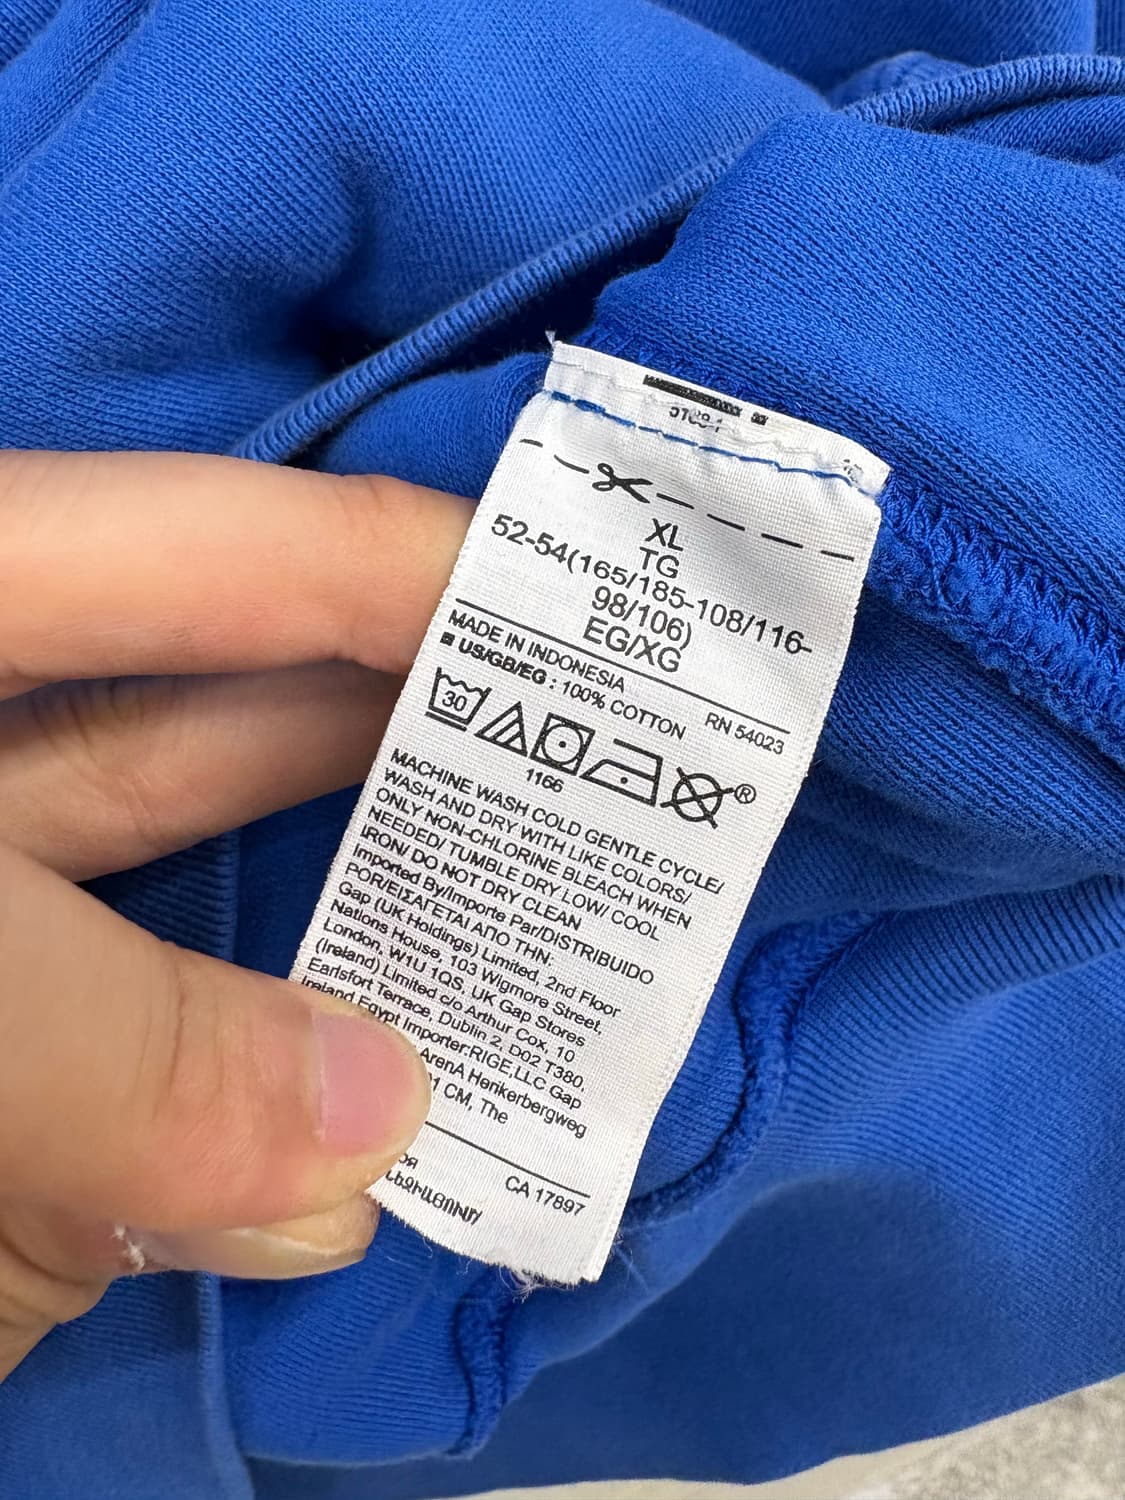 XL
TG
52-54(165/185-108/116-
98/106)
EG/XG
MADE IN INDONESIA
RN 54023
US/GB/EG : 100% COTTON
30
1166
®
MACHINE WASH COLD GENTLE CYCLE/
WASH AND DRY WITH LIKE COLORS/
ONLY NON-CHLORINE BLEACH WHEN
NEEDED/ TUMBLE DRY LOW/ COOL
IRON/ DO NOT DRY CLEAN
Imported By/Importe Par/DISTRIBUIDO
POR/ΕΙΣΑΓΕΤΑΙ ΑΠΟ ΤΗΝ.
Gap (UK Holdings) Limited, 2nd Floor
Nations House, 103 Wigmore Street,
London, W1U 1QS, UK Gap Stores
(Ireland) Limited c/o Arthur Cox, 10
Earlsfort Terrace, Dublin 2, D02 T380,
Ireland Egypt Importer:RIGE,LLC Gap
ArenA Herikerbergweg
CM, The
CA 17897